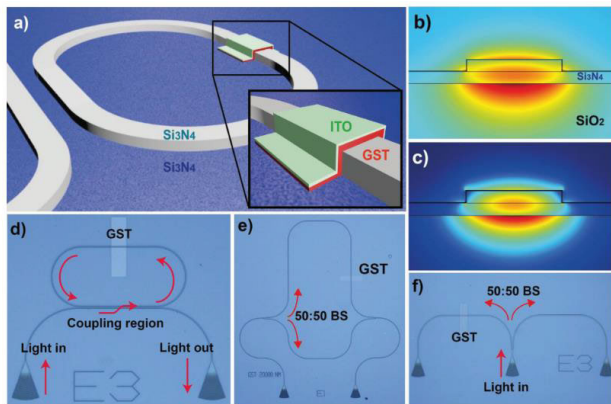 a)
Si₃N₄
Si₃N₄
ITO
GST
b)
Si₃N₄
SiO₂
c)
d)
GST
Coupling region
Light in
Light out
E3
e)
GST
50:50 BS
E3
f)
50:50 BS
GST
Light in
E3